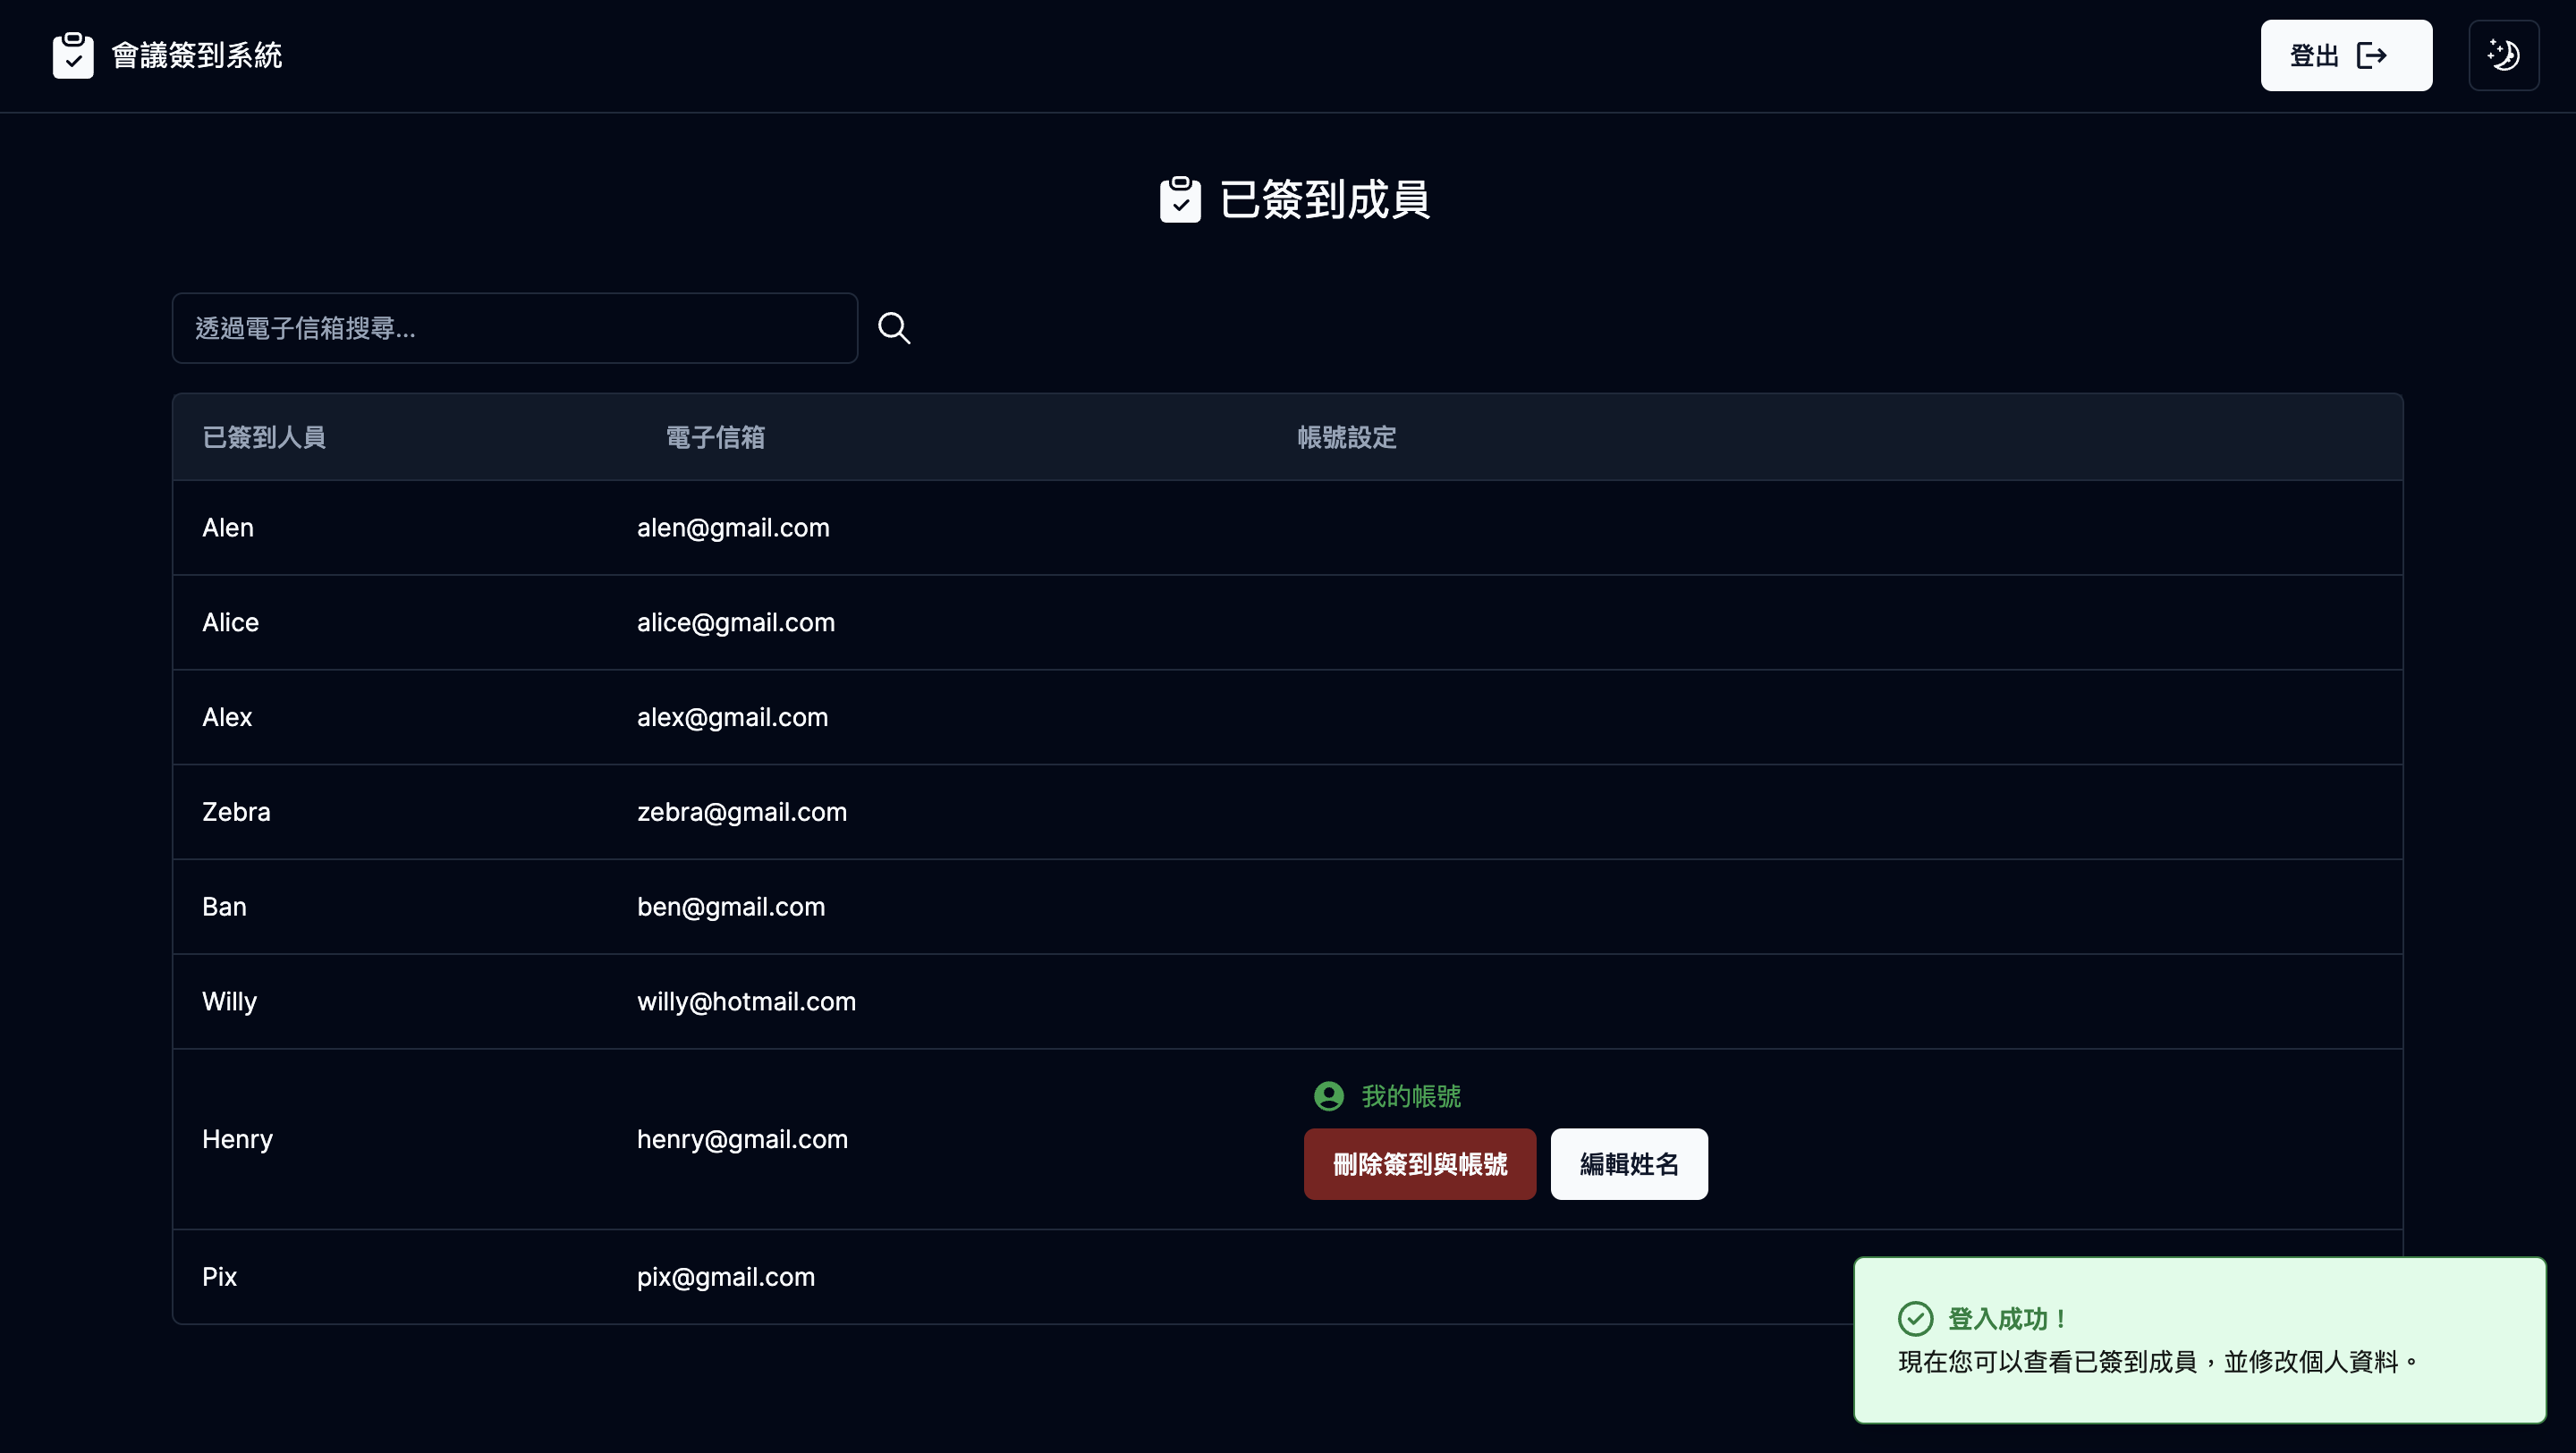 會議簽到系統
登出
已簽到成員
透過電子信箱搜尋...
已簽到人員 電子信箱 帳號設定
Alen alen@gmail.com
Alice alice@gmail.com
Alex alex@gmail.com
Zebra zebra@gmail.com
Ban ben@gmail.com
Willy willy@hotmail.com
我的帳號
Henry henry@gmail.com
刪除簽到與帳號 編輯姓名
Pix pix@gmail.com
登入成功！
現在您可以查看已簽到成員，並修改個人資料。